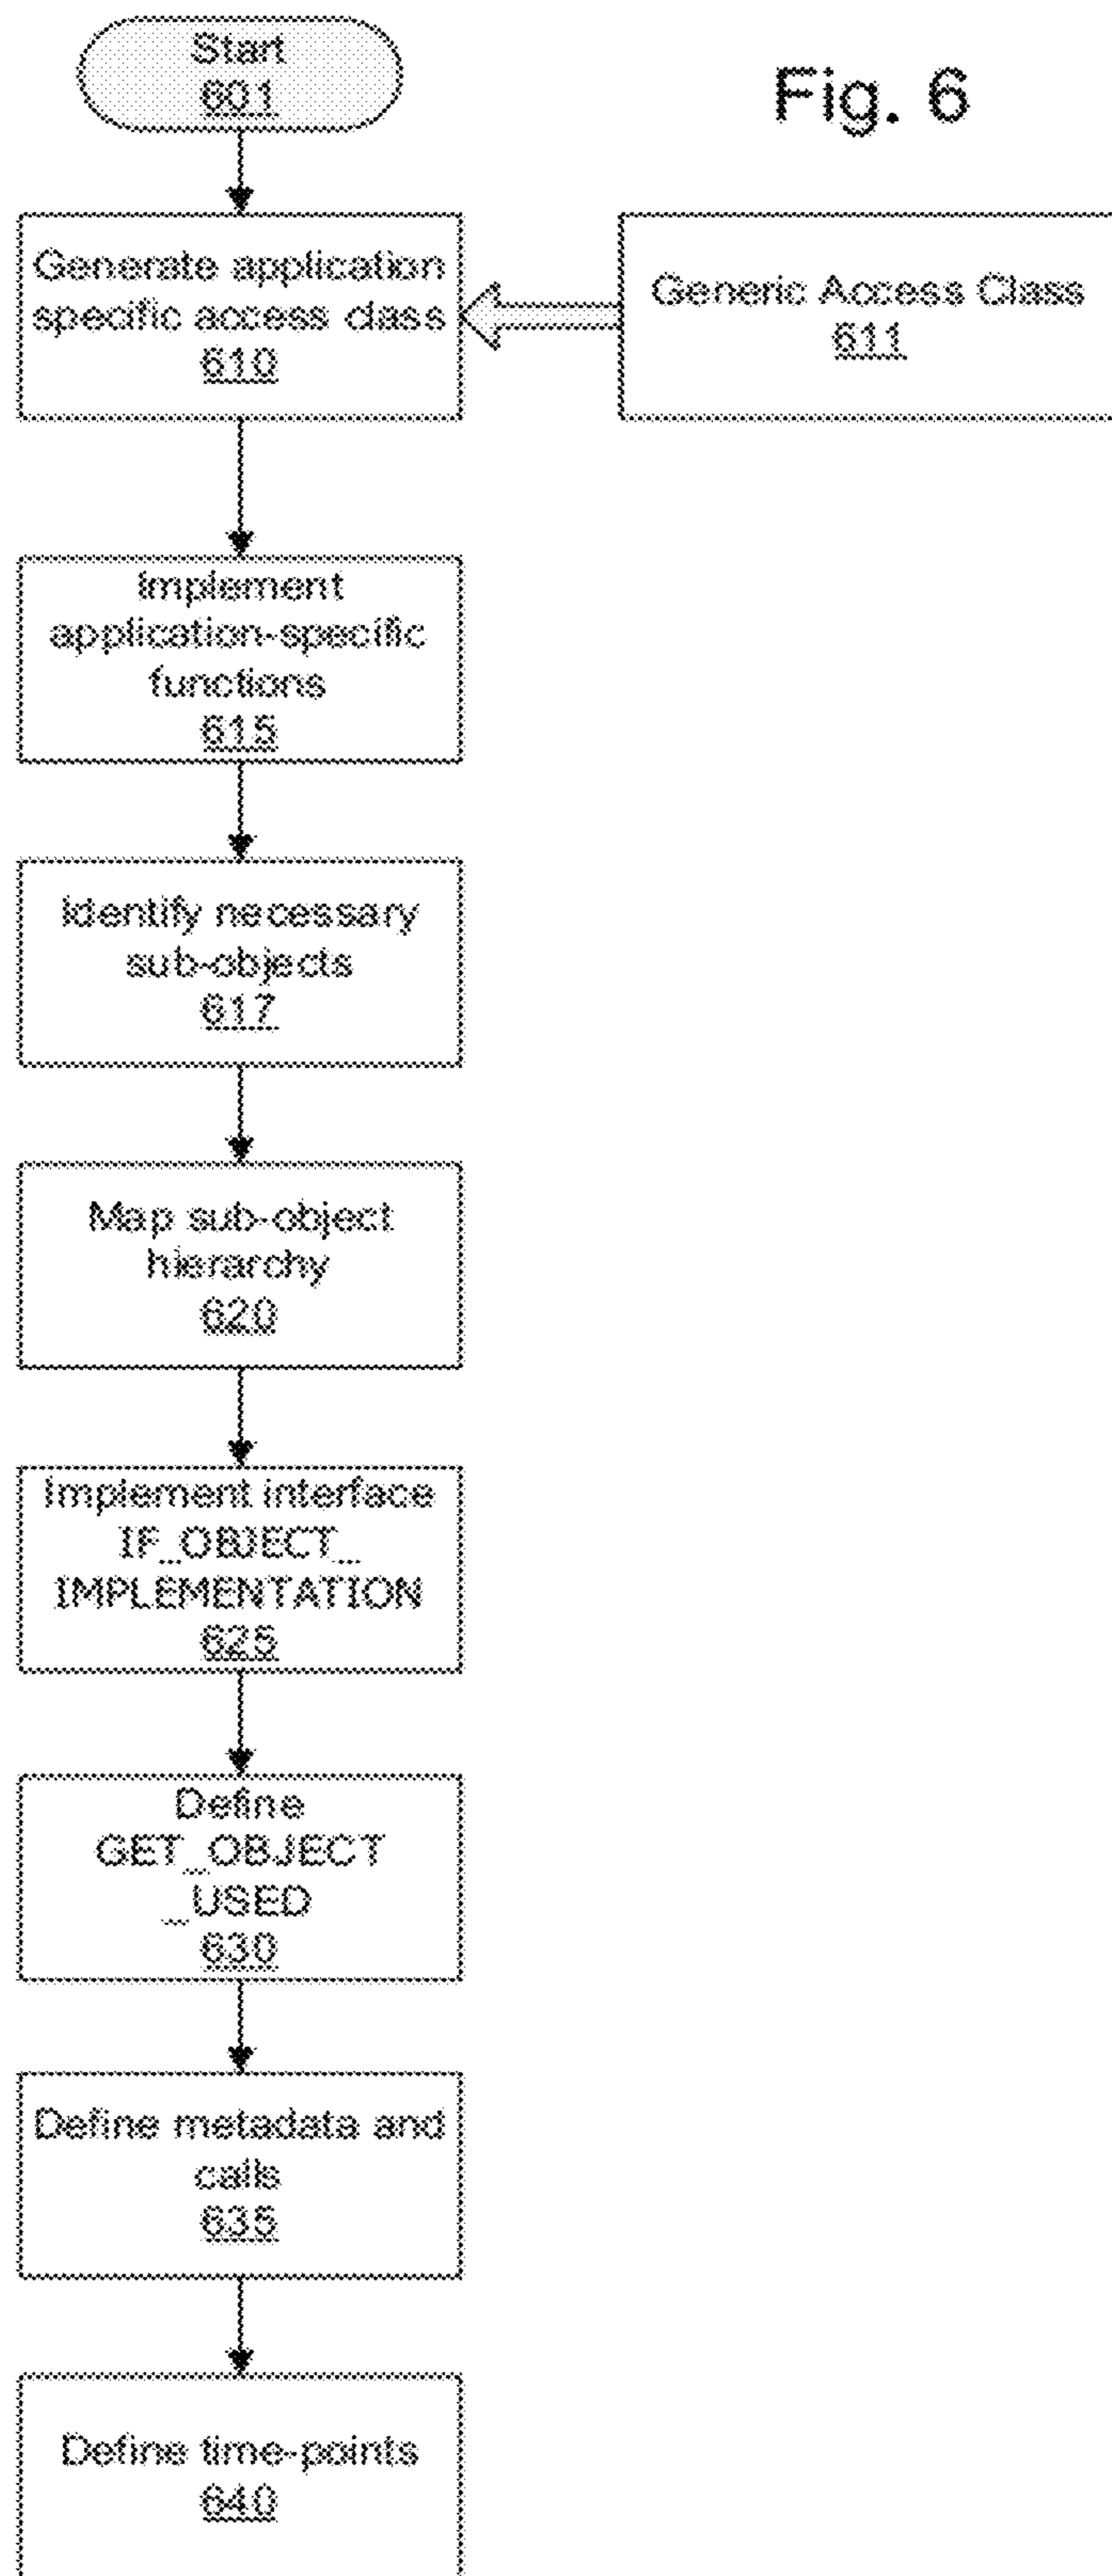 Start
601
Fig. 6
Generate application
specific access class
610
Generic Access Class
611
Implement
application-specific
functions
615
Identify necessary
sub-objects
617
Map sub-object
hierarchy
620
Implement interface
IF_OBJECT_
IMPLEMENTATION
625
Define
GET_OBJECT
_USED
630
Define metadata and
calls
635
Define time-points
640